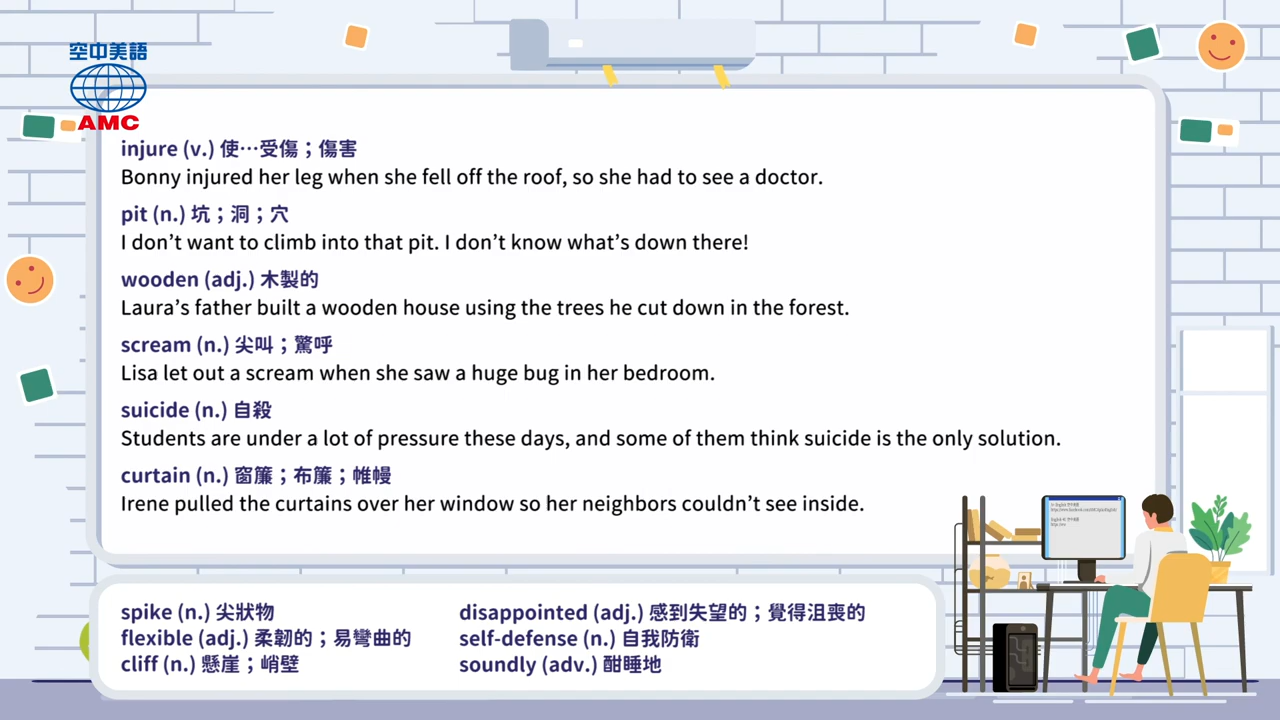 空中美語
AMC
injure (v.) 使…受傷；傷害
Bonny injured her leg when she fell off the roof, so she had to see a doctor.
pit (n.) 坑；洞；穴
I don’t want to climb into that pit. I don’t know what’s down there!
wooden (adj.) 木製的
Laura’s father built a wooden house using the trees he cut down in the forest.
scream (n.) 尖叫；驚呼
Lisa let out a scream when she saw a huge bug in her bedroom.
suicide (n.) 自殺
Students are under a lot of pressure these days, and some of them think suicide is the only solution.
curtain (n.) 窗簾；布簾；帷幔
Irene pulled the curtains over her window so her neighbors couldn’t see inside.
spike (n.) 尖狀物
flexible (adj.) 柔韌的；易彎曲的
cliff (n.) 懸崖；峭壁
disappointed (adj.) 感到失望的；覺得沮喪的
self-defense (n.) 自我防衛
soundly (adv.) 酣睡地